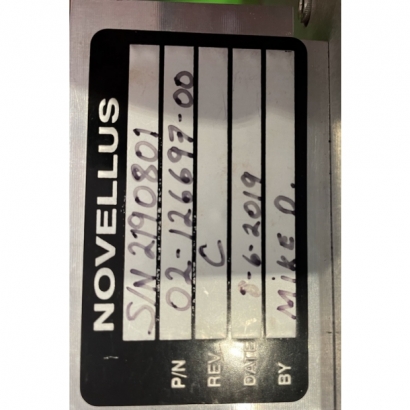 NOVELLUS
S/N 2190801
P/N 02-126697-00
REV C
DATE 8-6-2019
BY MIKE D.